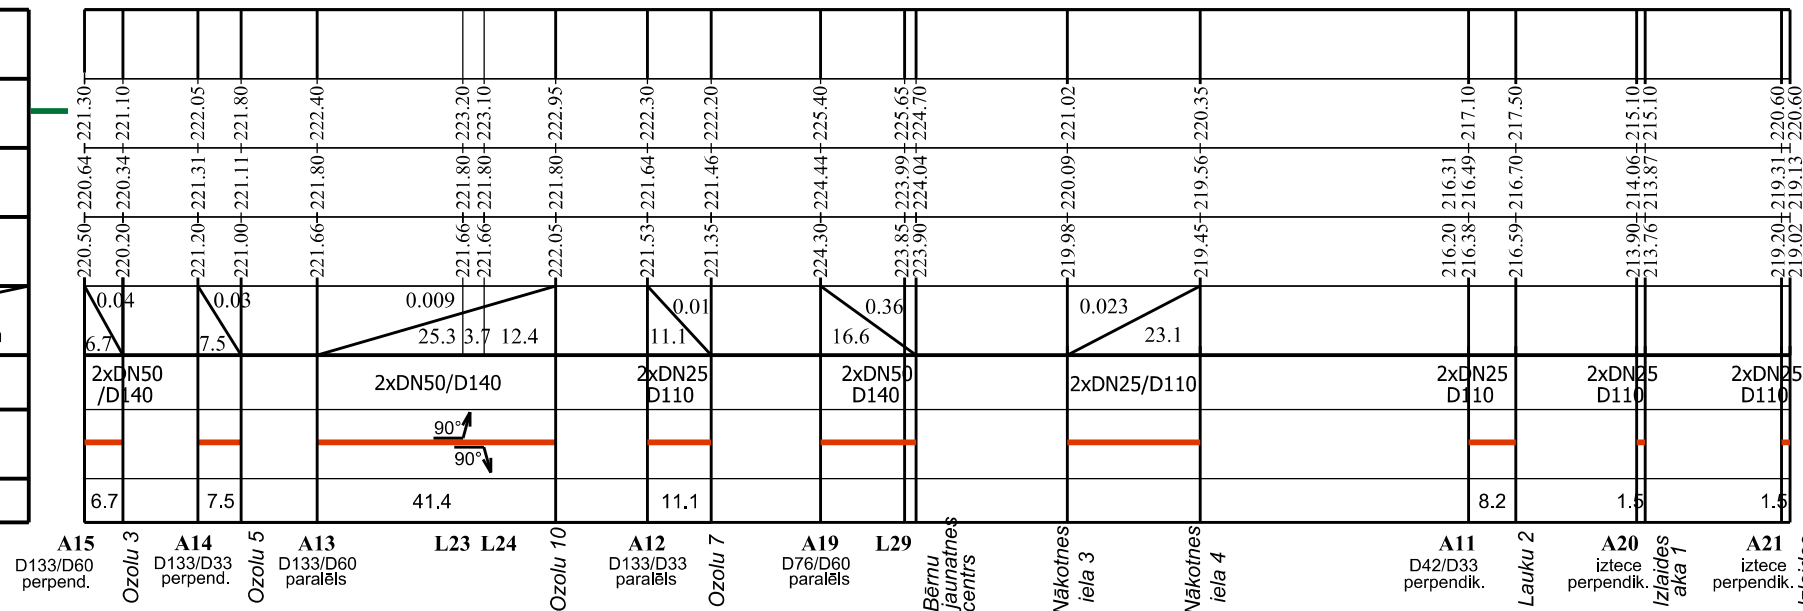 221.30 221.10 222.05 221.80 222.40 223.20 223.10 222.95 222.30 222.20 225.40 225.65 224.70 221.02 220.35 217.10 217.50 215.10 215.10 220.60 220.60
220.64 220.34 221.31 221.11 221.80 221.80 221.80 221.80 221.64 221.46 224.44 223.99 224.04 220.09 219.56 216.31 216.49 216.70 214.06 213.87 219.31 219.13
220.50 220.20 221.20 221.00 221.66 221.66 221.66 222.05 221.53 221.35 224.30 223.85 223.90 219.98 219.45 216.20 216.38 216.59 213.90 213.76 219.20 219.02
0.04 0.03 0.009 0.01 0.36 0.023
6.7 7.5 25.3 3.7 12.4 11.1 16.6 23.1
2xDN50 2xDN50/D140 2xDN25 2xDN50 2xDN25/D110 2xDN25 2xDN25 2xDN25
/D140 D110 D140 D110 D110 D110
90°
90°
6.7 7.5 41.4 11.1 8.2 1.5 1.5
A15 A14 A13 L23 L24 A12 A19 L29 A11 A20 A21
D133/D60 D133/D33 D133/D60 D133/D33 D76/D60 D42/D33 iztece iztece
perpend. perpend. paralēls paralēls paralēls perpendik. perpendik. perpendik.
Ozolu 3
Ozolu 5
Ozolu 10
Ozolu 7
Bērnu
jaunatnes
centrs
Nākotnes
iela 3
Nākotnes
iela 4
Lauku 2
Izlaides
aka 1